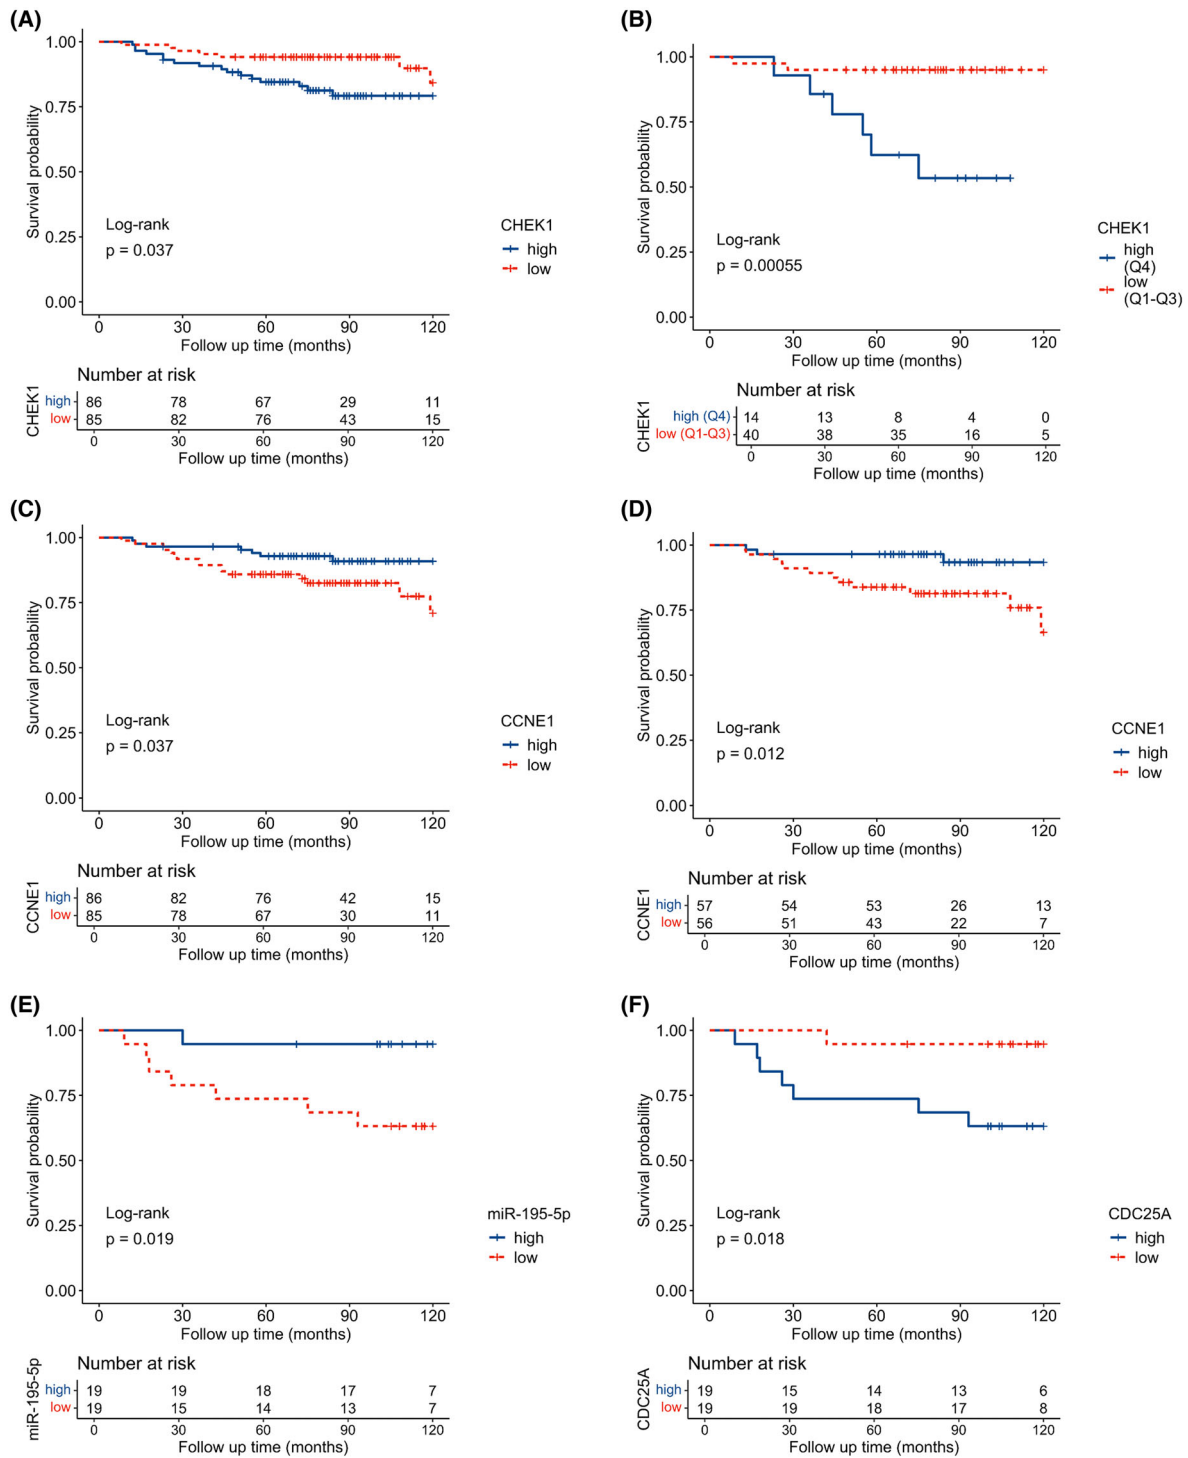 (A)
1.00
0.75
0.50
0.25
0.00
Survival probability
Log-rank
p = 0.037
CHEK1
high
low
0 30 60 90 120
Follow up time (months)
Number at risk
CHEK1
high 86 78 67 29 11
low 85 82 76 43 15
0 30 60 90 120
Follow up time (months)
(B)
1.00
0.75
0.50
0.25
0.00
Survival probability
Log-rank
p = 0.00055
CHEK1
high
(Q4)
low
(Q1-Q3)
0 30 60 90 120
Follow up time (months)
Number at risk
CHEK1
high (Q4) 14 13 8 4 0
low (Q1-Q3) 40 38 35 16 5
0 30 60 90 120
Follow up time (months)
(C)
1.00
0.75
0.50
0.25
0.00
Survival probability
Log-rank
p = 0.037
CCNE1
high
low
0 30 60 90 120
Follow up time (months)
Number at risk
CCNE1
high 86 82 76 42 15
low 85 78 67 30 11
0 30 60 90 120
Follow up time (months)
(D)
1.00
0.75
0.50
0.25
0.00
Survival probability
Log-rank
p = 0.012
CCNE1
high
low
0 30 60 90 120
Follow up time (months)
Number at risk
CCNE1
high 57 54 53 26 13
low 56 51 43 22 7
0 30 60 90 120
Follow up time (months)
(E)
1.00
0.75
0.50
0.25
0.00
Survival probability
Log-rank
p = 0.019
miR-195-5p
high
low
0 30 60 90 120
Follow up time (months)
Number at risk
miR-195-5p
high 19 19 18 17 7
low 19 15 14 13 7
0 30 60 90 120
Follow up time (months)
(F)
1.00
0.75
0.50
0.25
0.00
Survival probability
Log-rank
p = 0.018
CDC25A
high
low
0 30 60 90 120
Follow up time (months)
Number at risk
CDC25A
high 19 15 14 13 6
low 19 19 18 17 8
0 30 60 90 120
Follow up time (months)